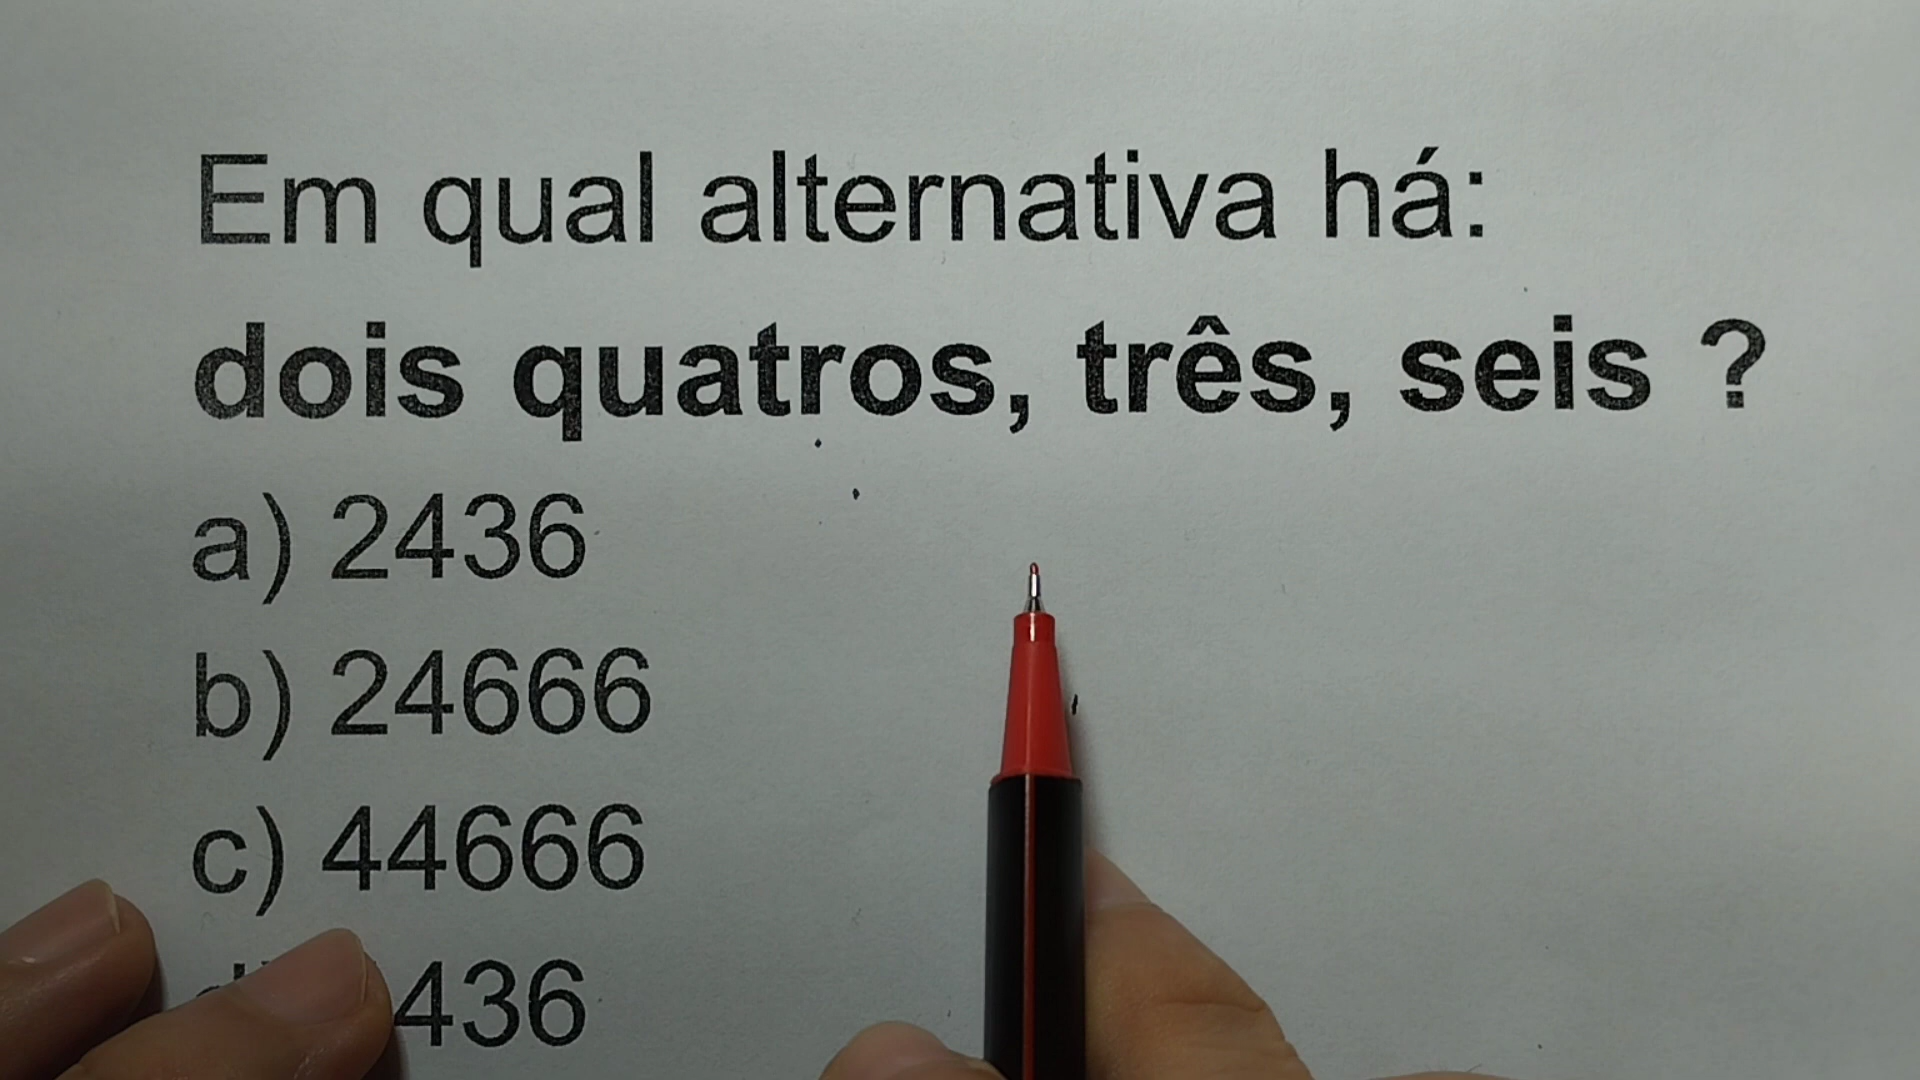 Em qual alternativa há:
dois quatros, três, seis ?
a) 2436
b) 24666
c) 44666
436